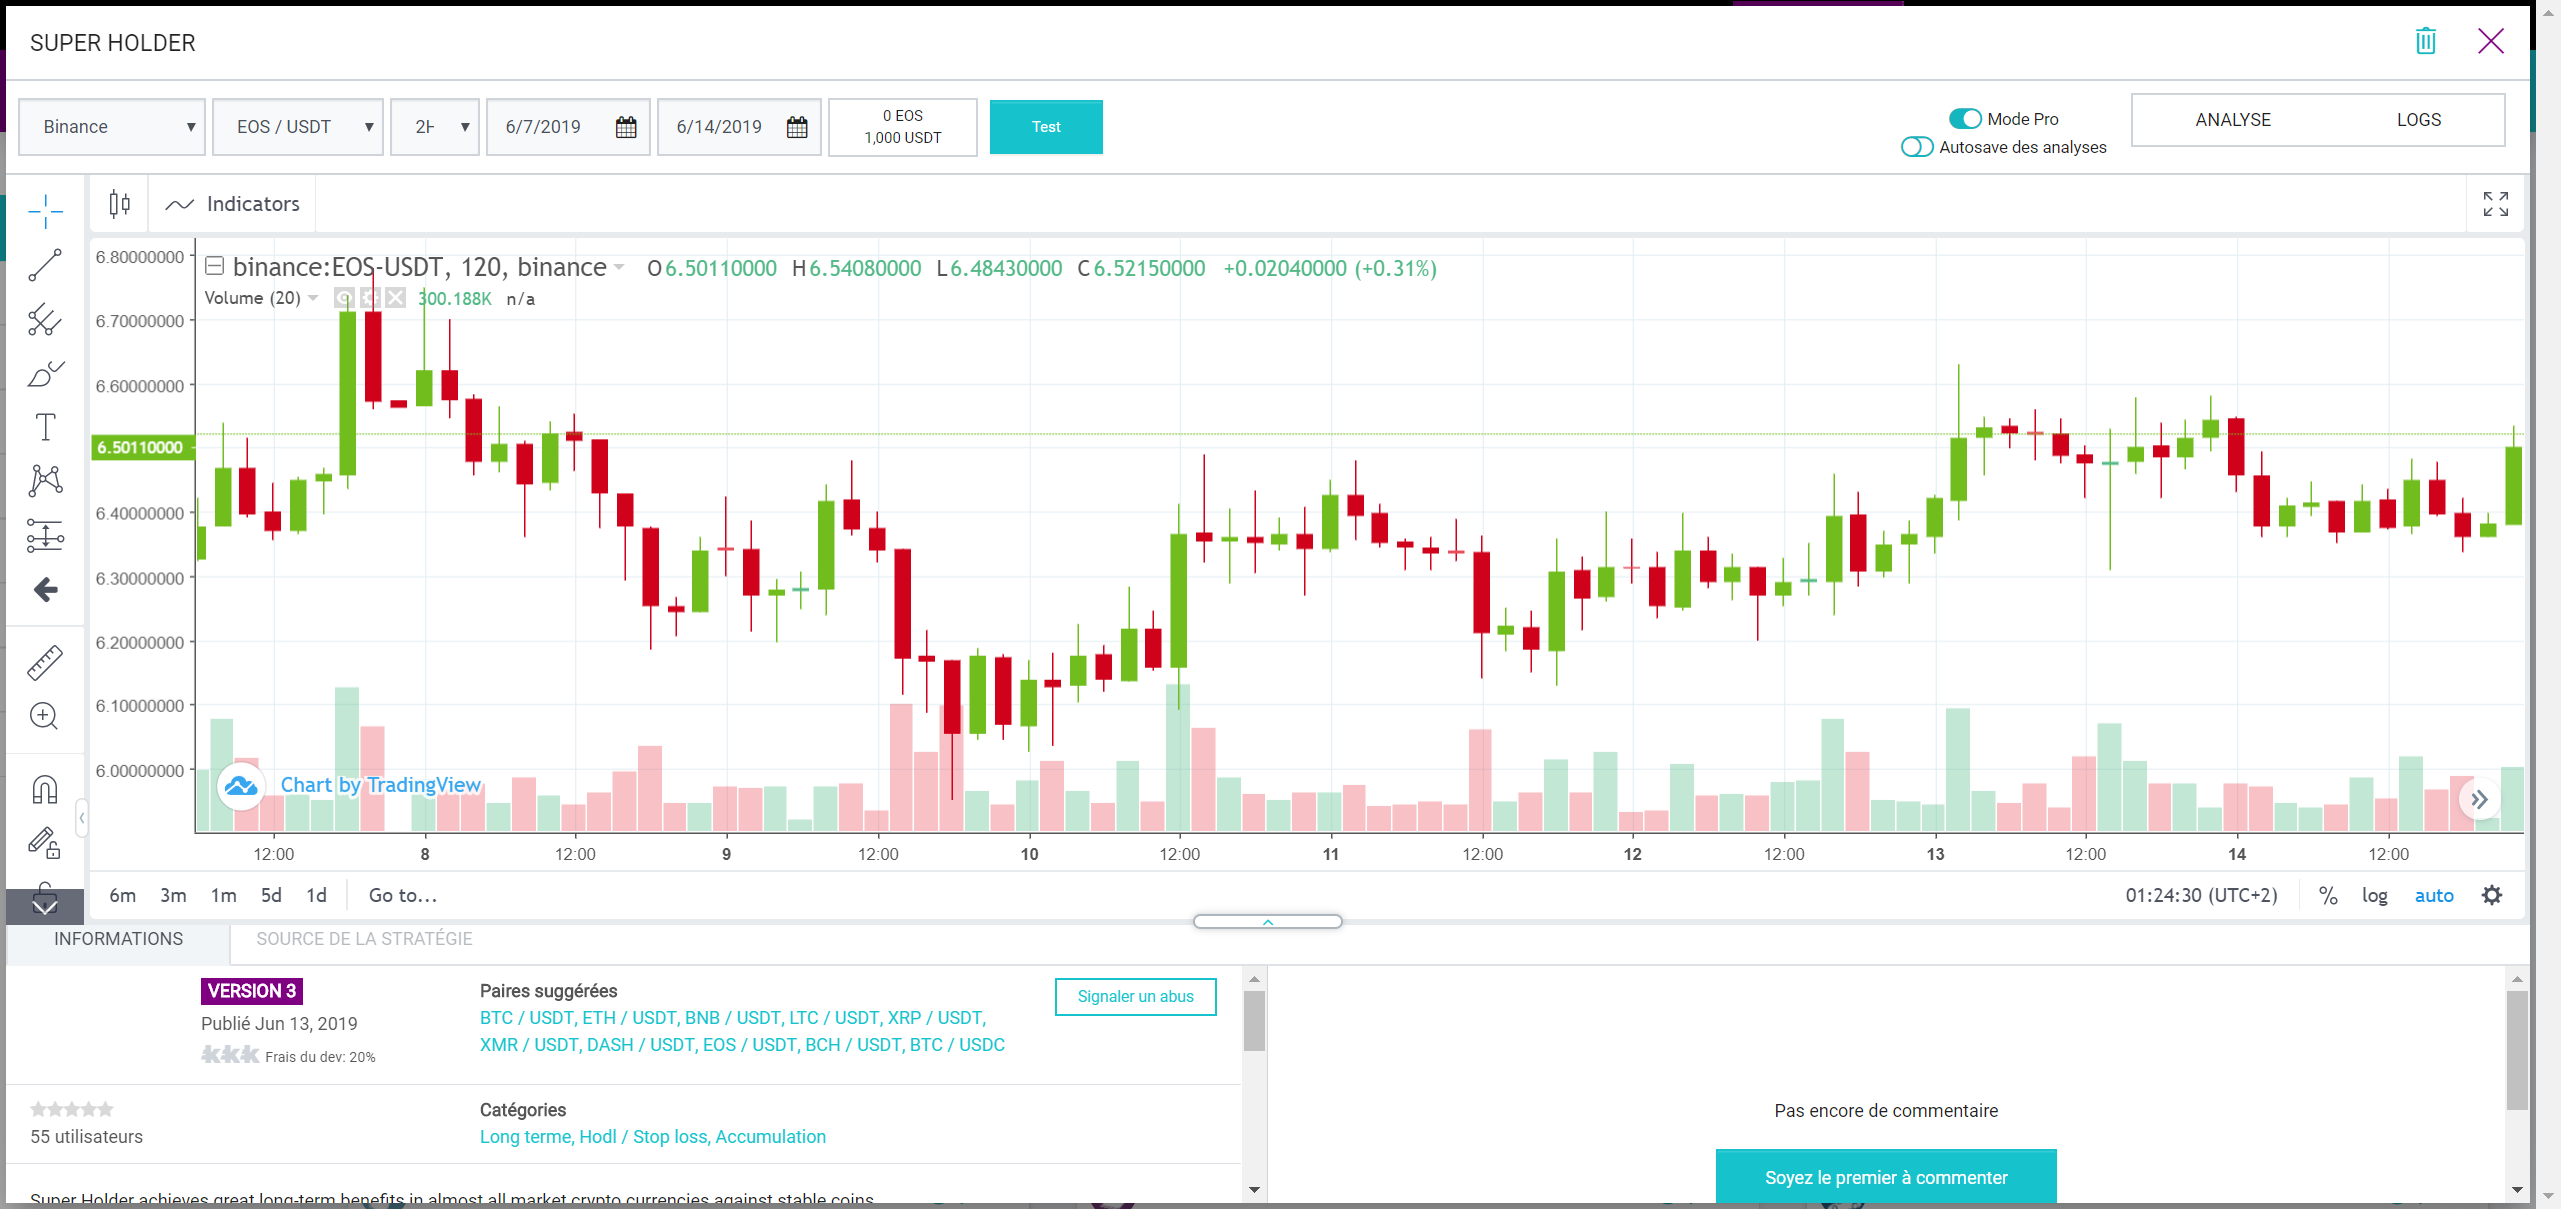 SUPER HOLDER
Binance
EOS / USDT
2H
6/7/2019
6/14/2019
0 EOS
1,000 USDT
Test
Mode Pro
Autosave des analyses
ANALYSE
LOGS
Indicators
binance:EOS-USDT, 120, binance O6.50110000 H6.54080000 L6.48430000 C6.52150000 +0.02040000 (+0.31%)
Volume (20) 300.188K n/a
6.80000000
6.70000000
6.60000000
6.50110000
6.40000000
6.30000000
6.20000000
6.10000000
6.00000000
Chart by TradingView
12:00 8 12:00 9 12:00 10 12:00 11 12:00 12 12:00 13 12:00 14 12:00
6m 3m 1m 5d 1d Go to... 01:24:30 (UTC+2) % log auto
INFORMATIONS
SOURCE DE LA STRATÉGIE
VERSION 3
Publié Jun 13, 2019
Frais du dev: 20%
Paires suggérées
BTC / USDT, ETH / USDT, BNB / USDT, LTC / USDT, XRP / USDT,
XMR / USDT, DASH / USDT, EOS / USDT, BCH / USDT, BTC / USDC
Signaler un abus
55 utilisateurs
Catégories
Long terme, Hodl / Stop loss, Accumulation
Super Holder achieves great long-term benefits in almost all market crypto currencies against stable coins
Pas encore de commentaire
Soyez le premier à commenter